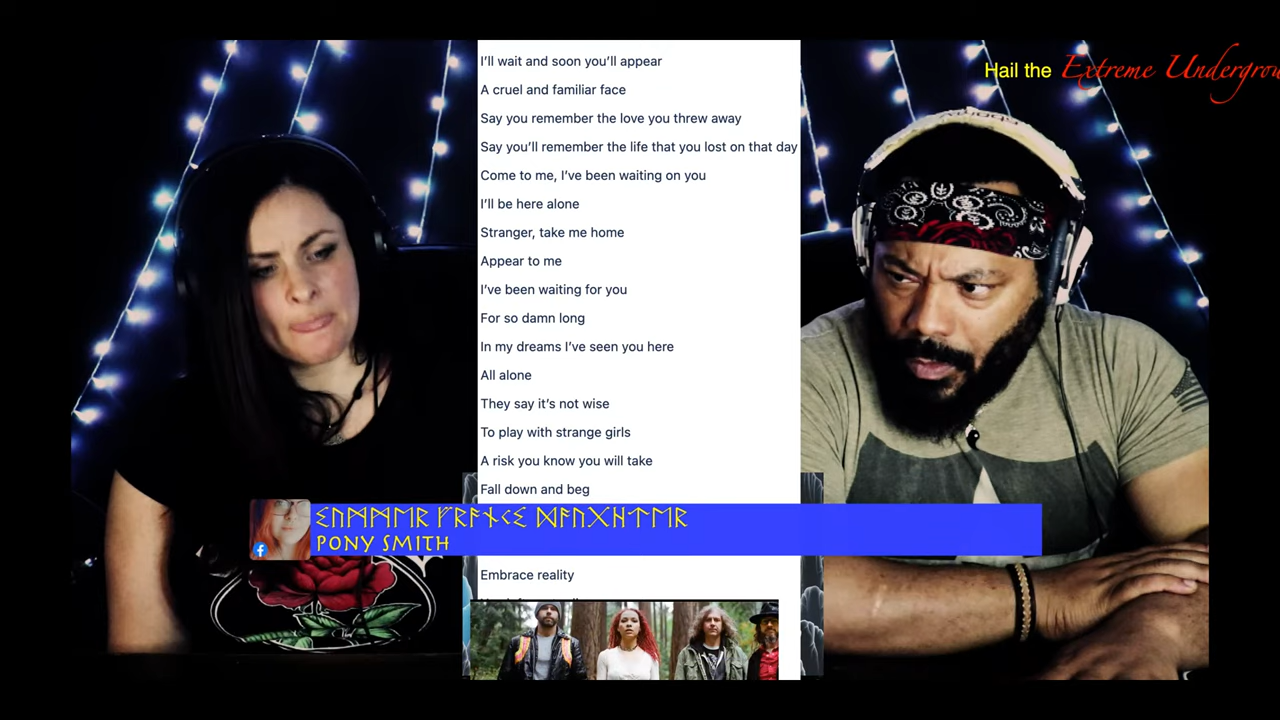 Hail the Extreme Undergrou
I'll wait and soon you'll appear
A cruel and familiar face
Say you remember the love you threw away
Say you'll remember the life that you lost on that day
Come to me, I've been waiting on you
I'll be here alone
Stranger, take me home
Appear to me
I've been waiting for you
For so damn long
In my dreams I've seen you here
All alone
They say it's not wise
To play with strange girls
A risk you know you will take
Fall down and beg
PONY SMITH
Embrace reality